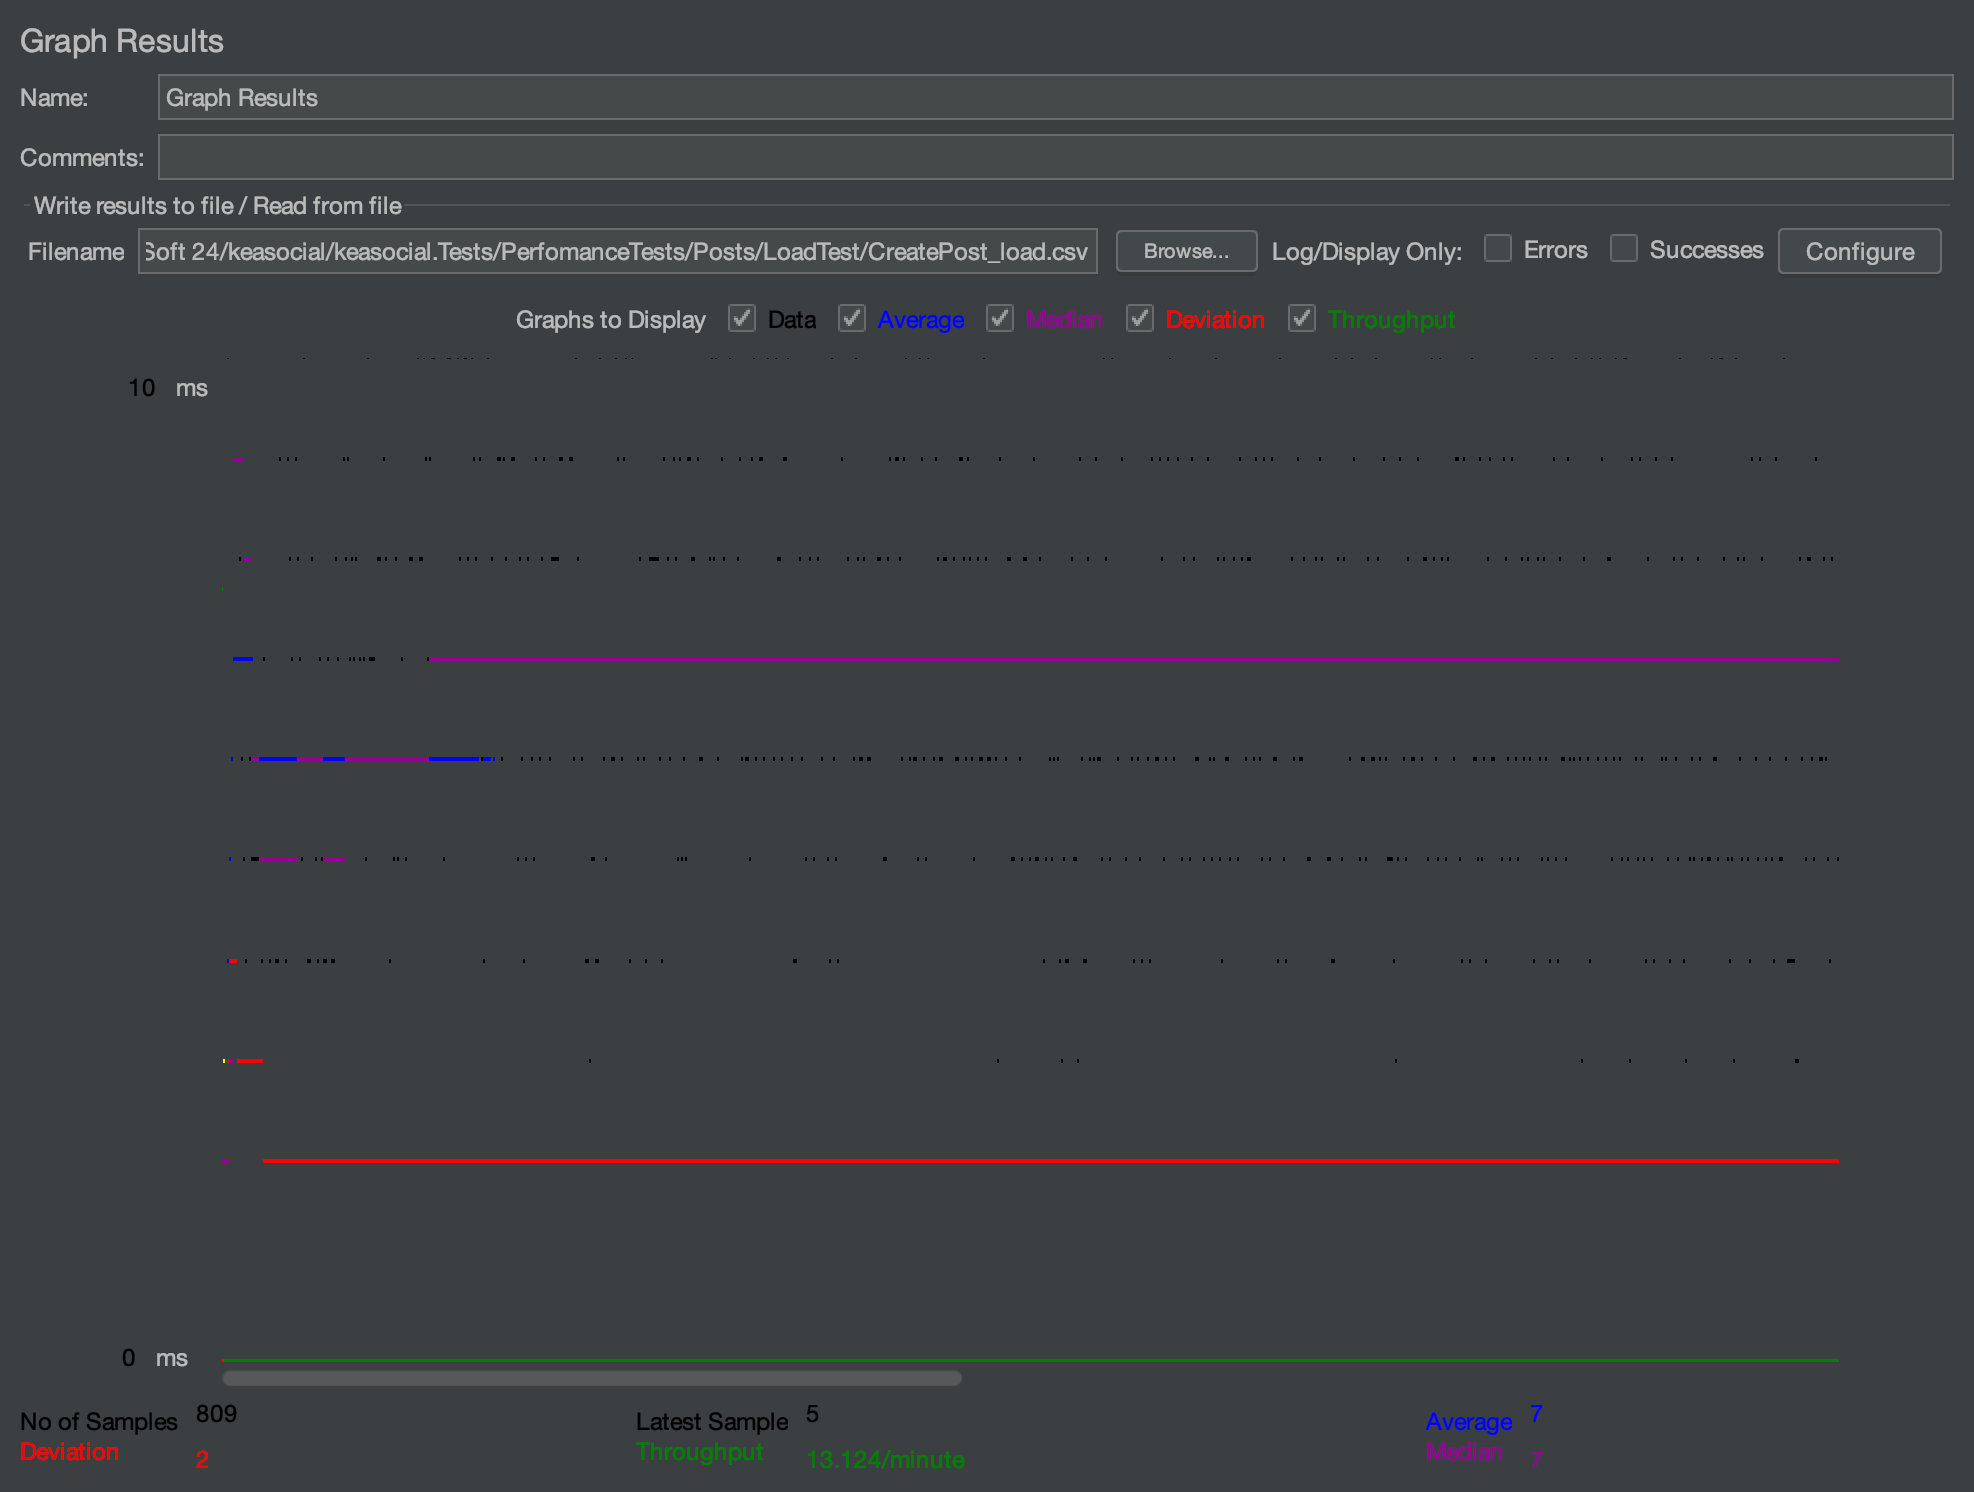 Graph Results
Name: Graph Results
Comments:
Write results to file / Read from file
Filename Soft 24/keasocial/keasocial.Tests/PerfomanceTests/Posts/LoadTest/CreatePost_load.csv Browse... Log/Display Only: Errors Successes Configure
Graphs to Display Data Average Median Deviation Throughput
10 ms
0 ms
No of Samples 809 Latest Sample 5 Average 7
Deviation 2 Throughput 13.124/minute Median 7